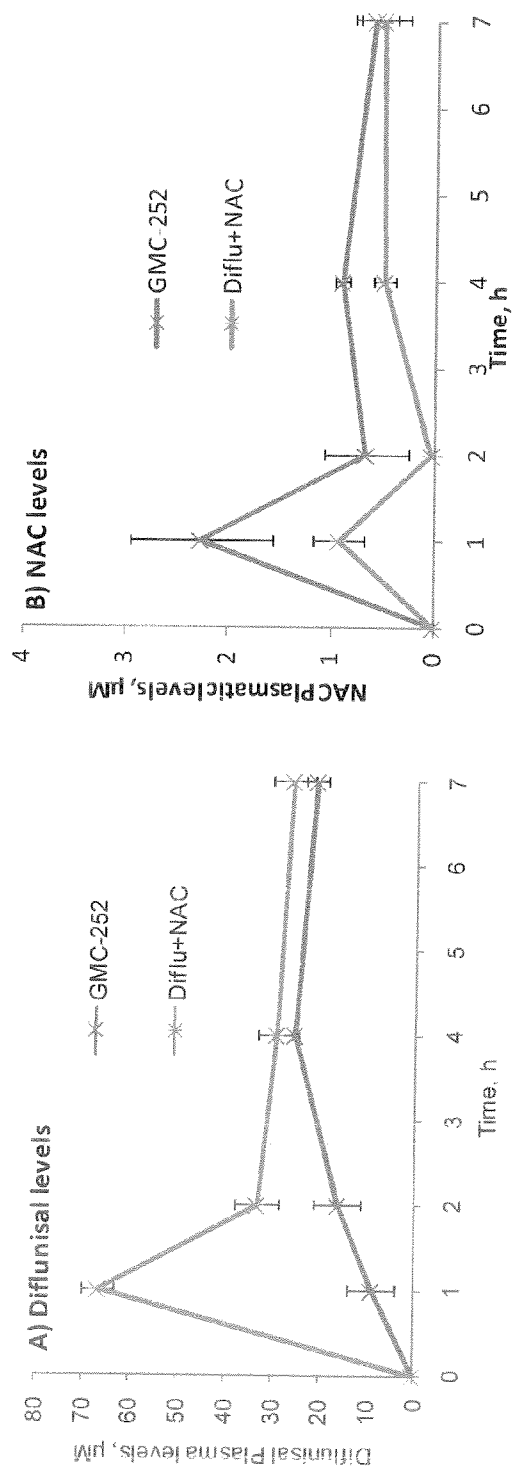 A) Diflunisal levels
Diflunisal Plasma levels, µM
80
70
60
50
40
30
20
10
0
GMC-252
Diflu+NAC
0 1 2 3 4 5 6 7
Time, h
B) NAC levels
NAC Plasmatic levels, µM
4
3
2
1
0
GMC-252
Diflu+NAC
0 1 2 3 4 5 6 7
Time, h